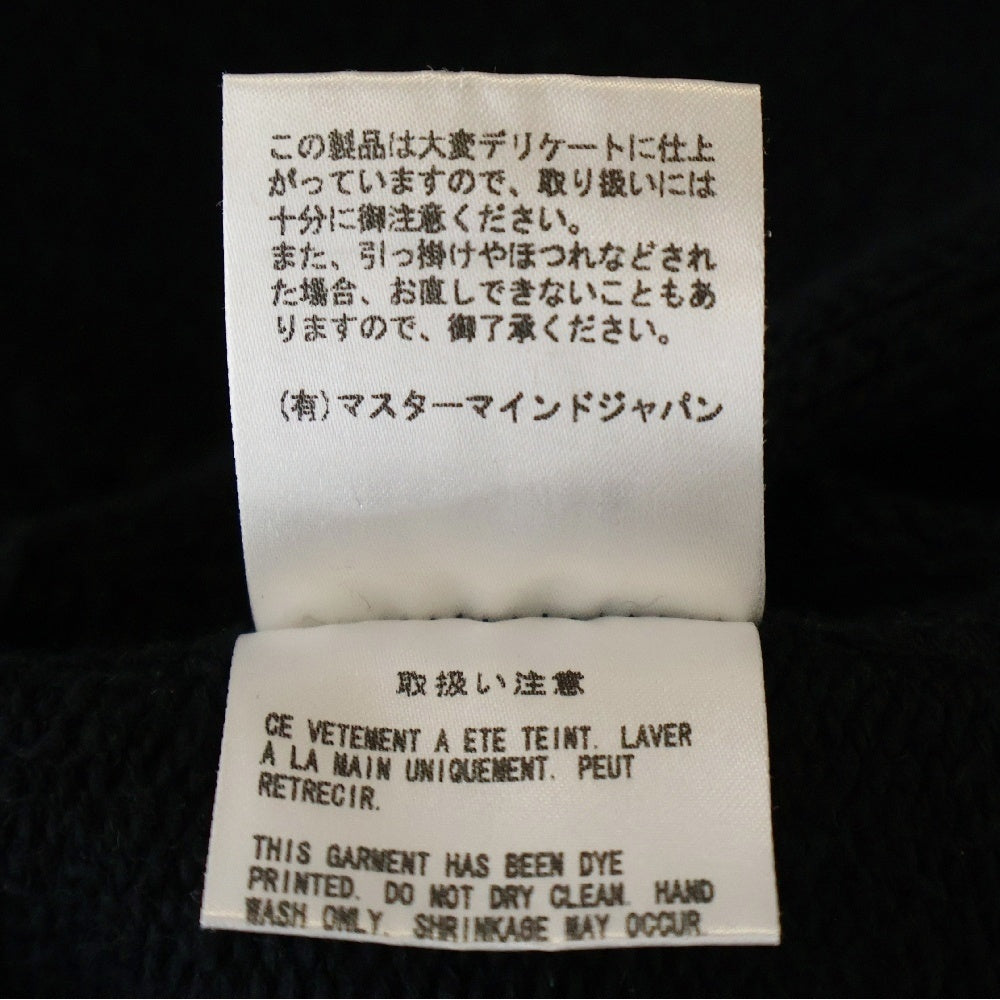 この製品は大変デリケートに仕上
がっていますので、取り扱いには
十分に御注意ください。
また、引っ掛けやほつれなどされ
た場合、お直しできないこともあ
りますので、御了承ください。
(有)マスターマインドジャパン
取扱い注意
CE VETEMENT A ETE TEINT. LAVER
A LA MAIN UNIQUEMENT. PEUT
RETRECIR.
THIS GARMENT HAS BEEN DYE
PRINTED. DO NOT DRY CLEAN. HAND
WASH ONLY. SHRINKAGE MAY OCCUR.